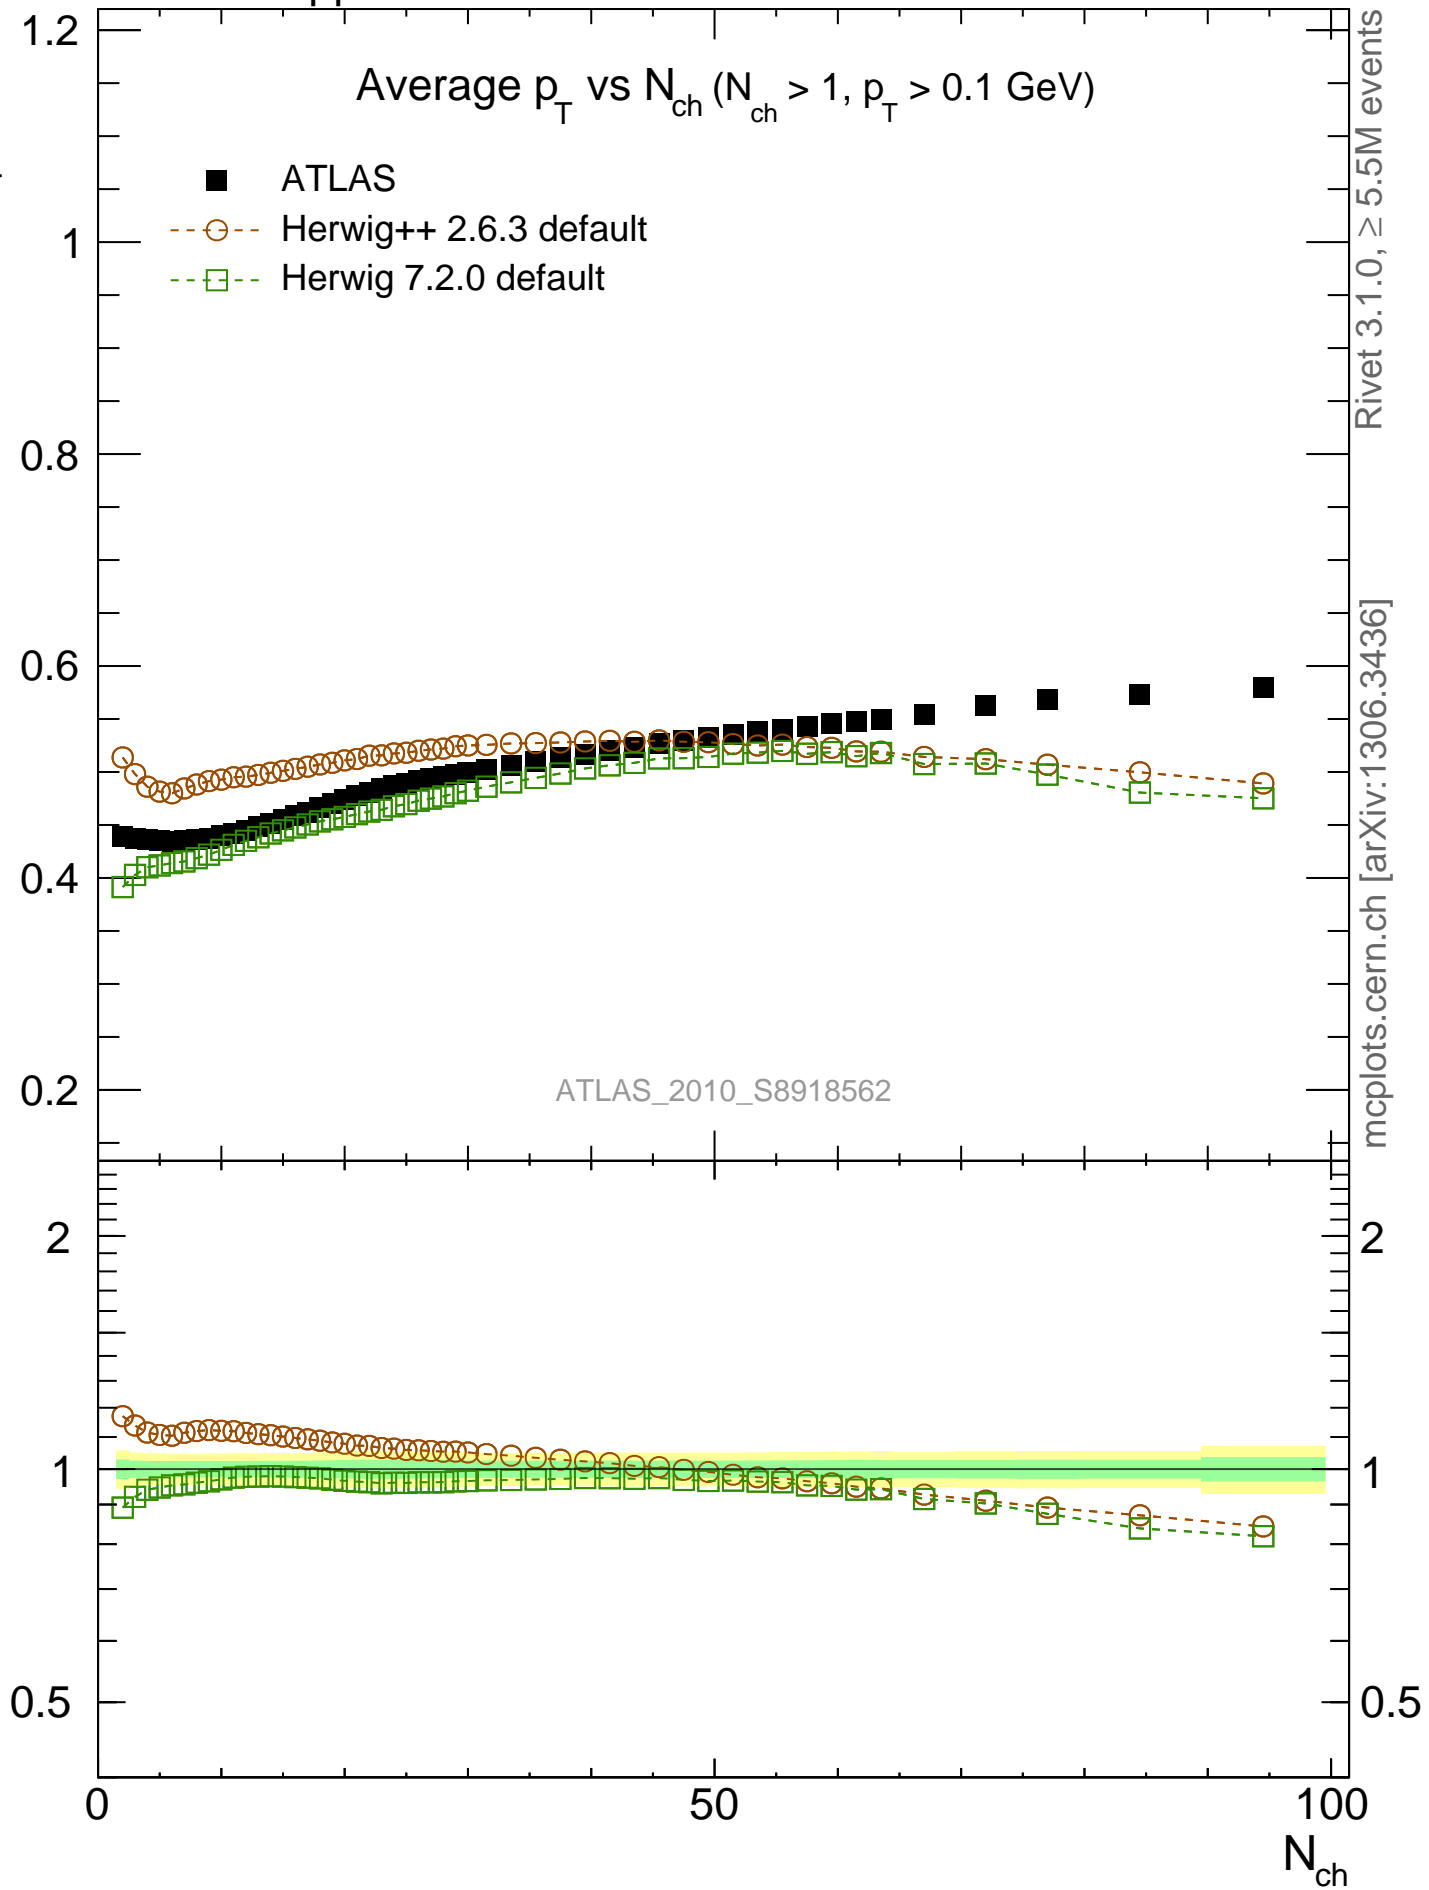 Average p_T vs N_ch (N_ch > 1, p_T > 0.1 GeV)
ATLAS
Herwig++ 2.6.3 default
Herwig 7.2.0 default
1.2
1
0.8
0.6
0.4
0.2
ATLAS_2010_S8918562
2
1
0.5
2
1
0.5
0
50
100
N_ch
Rivet 3.1.0, ≥ 5.5M events
mcplots.cern.ch [arXiv:1306.3436]